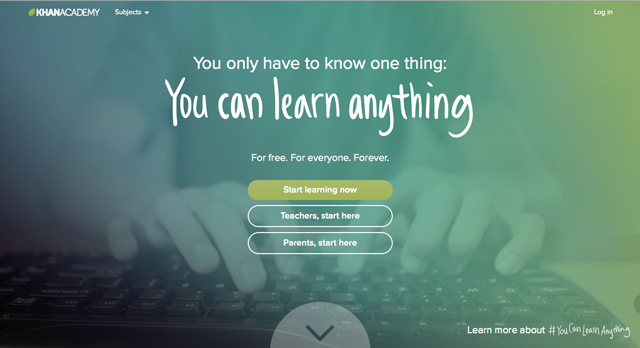 KHANACADEMY
Subjects
Log in
You only have to know one thing:
You can learn anything
For free. For everyone. Forever.
Start learning now
Teachers, start here
Parents, start here
Learn more about #YouCanLearnAnything